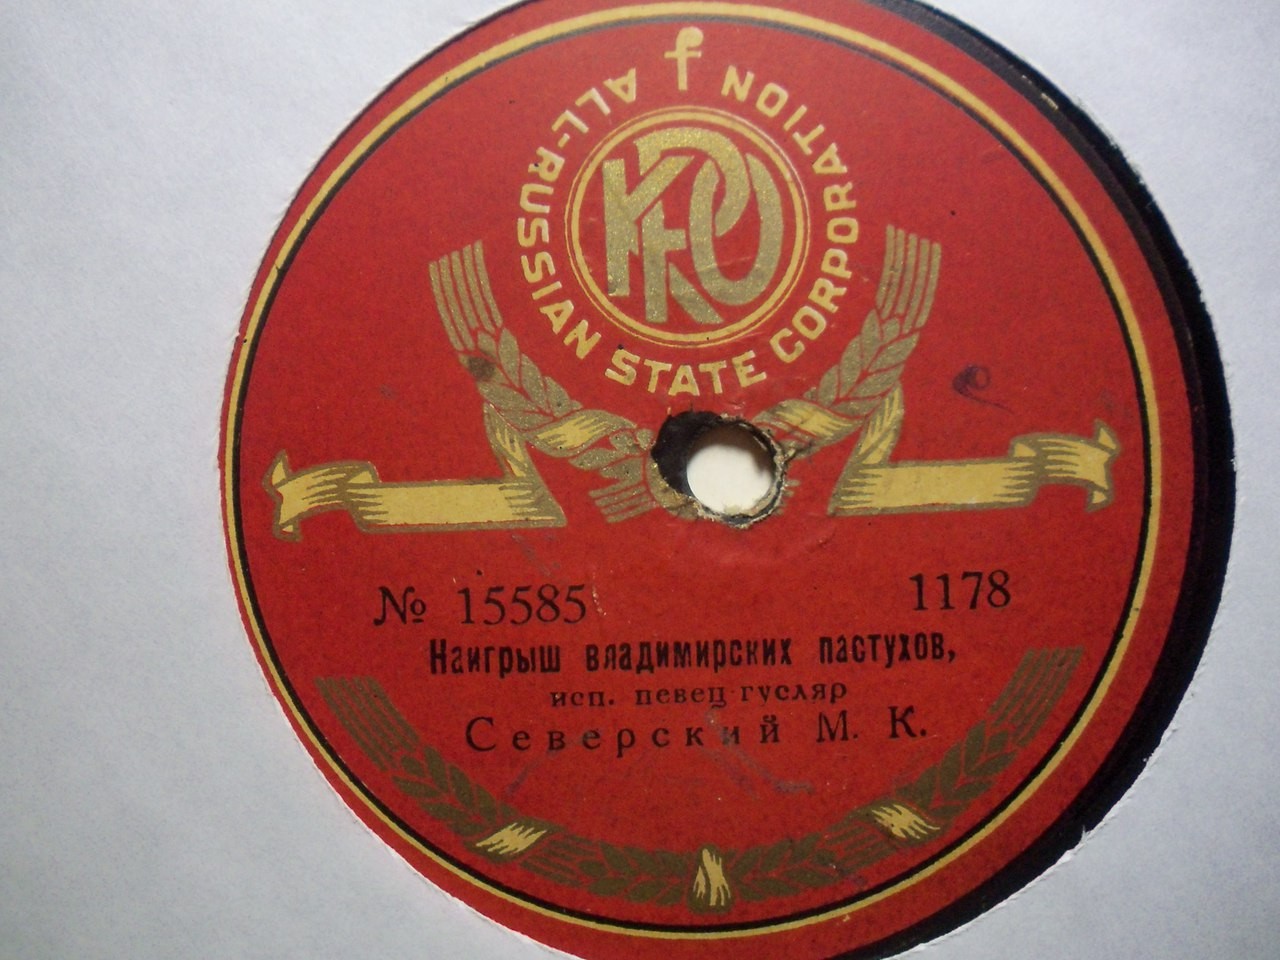 ALL-RUSSIAN STATE CORPORATION
№ 15585 1178
Наигрыш владимирских пастухов,
исп. певец-гусляр
Северский М. К.